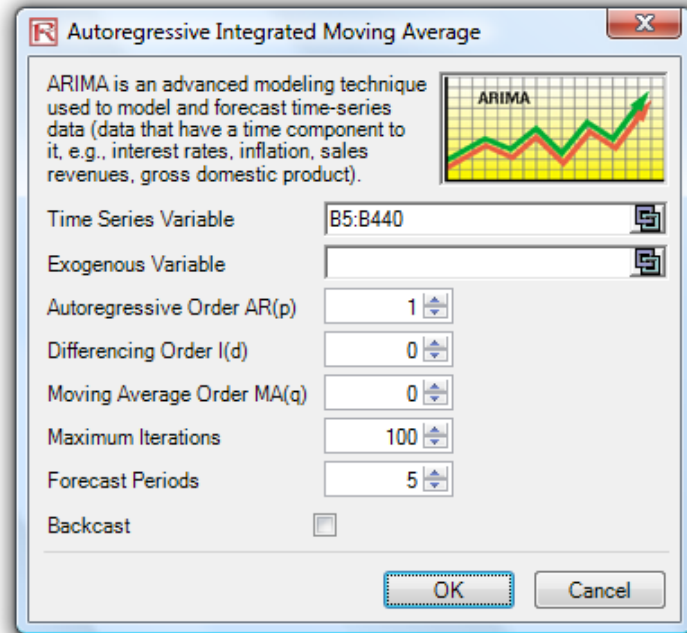 Autoregressive Integrated Moving Average
ARIMA is an advanced modeling technique
used to model and forecast time-series
data (data that have a time component to
it, e.g., interest rates, inflation, sales
revenues, gross domestic product).
ARIMA
Time Series Variable B5:B440
Exogenous Variable
Autoregressive Order AR(p) 1
Differencing Order I(d) 0
Moving Average Order MA(q) 0
Maximum Iterations 100
Forecast Periods 5
Backcast
OK Cancel